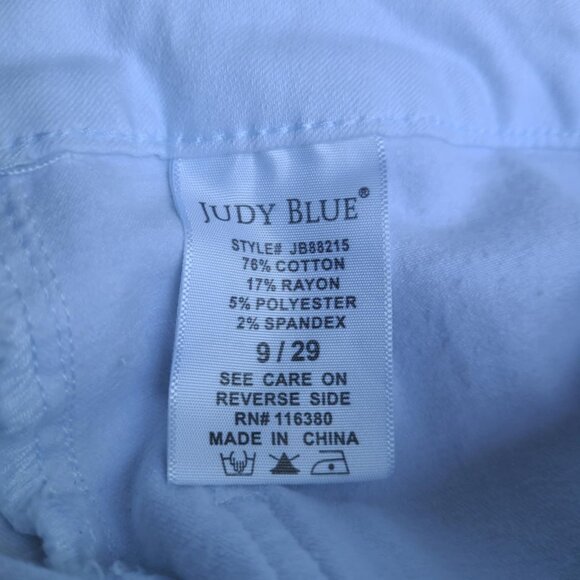 JUDY BLUE®
STYLE# JB88215
76% COTTON
17% RAYON
5% POLYESTER
2% SPANDEX
9 / 29
SEE CARE ON
REVERSE SIDE
RN# 116380
MADE IN CHINA